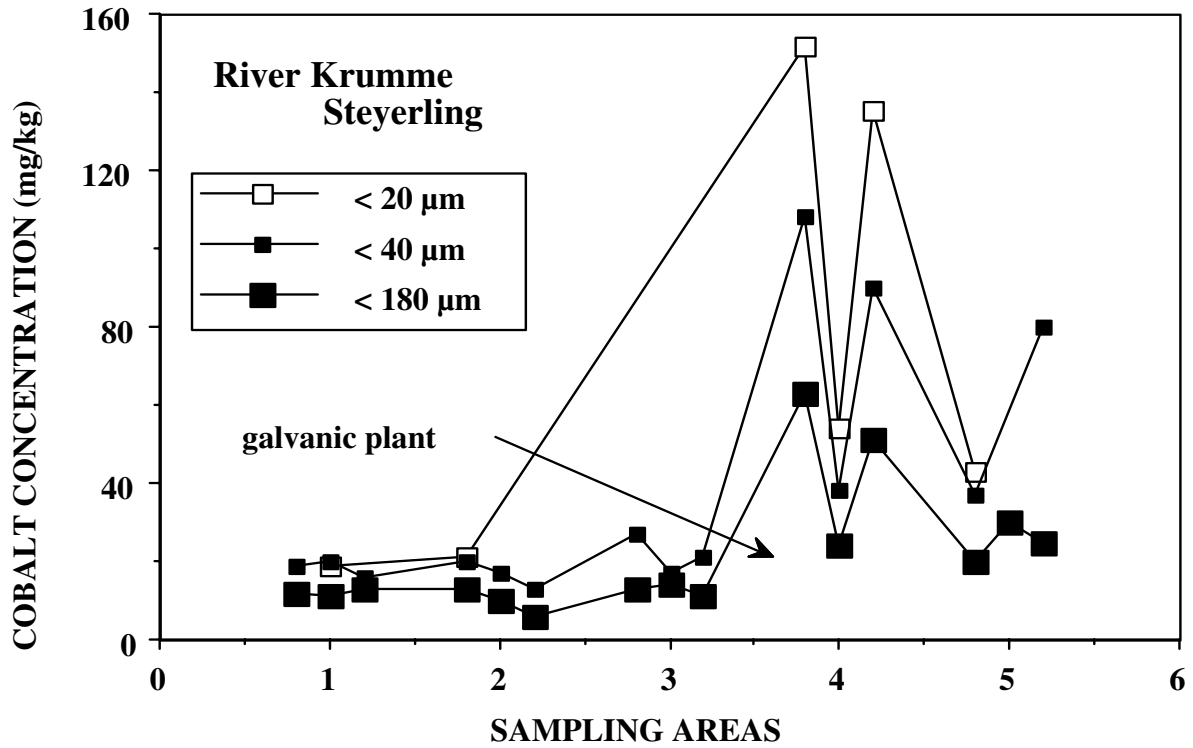 160
120
80
40
0
COBALT CONCENTRATION (mg/kg)
River Krumme
Steyerling
< 20 µm
< 40 µm
< 180 µm
galvanic plant
0 1 2 3 4 5 6
SAMPLING AREAS